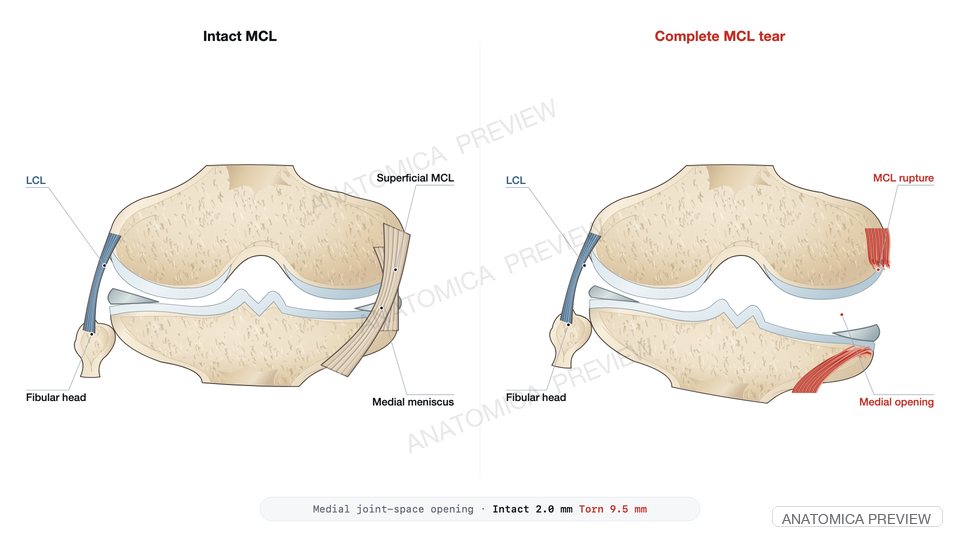 Intact MCL
Complete MCL tear
LCL
Superficial MCL
LCL
MCL rupture
Fibular head
Medial meniscus
Fibular head
Medial opening
Medial joint-space opening · Intact 2.0 mm Torn 9.5 mm
ANATOMICA PREVIEW
ANATOMICA PREVIEW
ANATOMICA PREVIEW
ANATOMICA PREVIEW